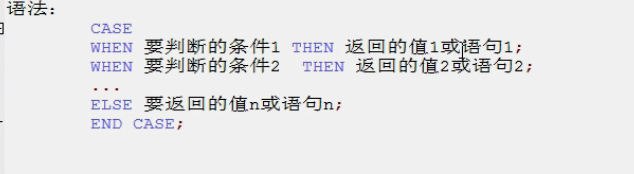 语法：
CASE
WHEN 要判断的条件1 THEN 返回的值1或语句1;
WHEN 要判断的条件2 THEN 返回的值2或语句2;
...
ELSE 要返回的值n或语句n;
END CASE;